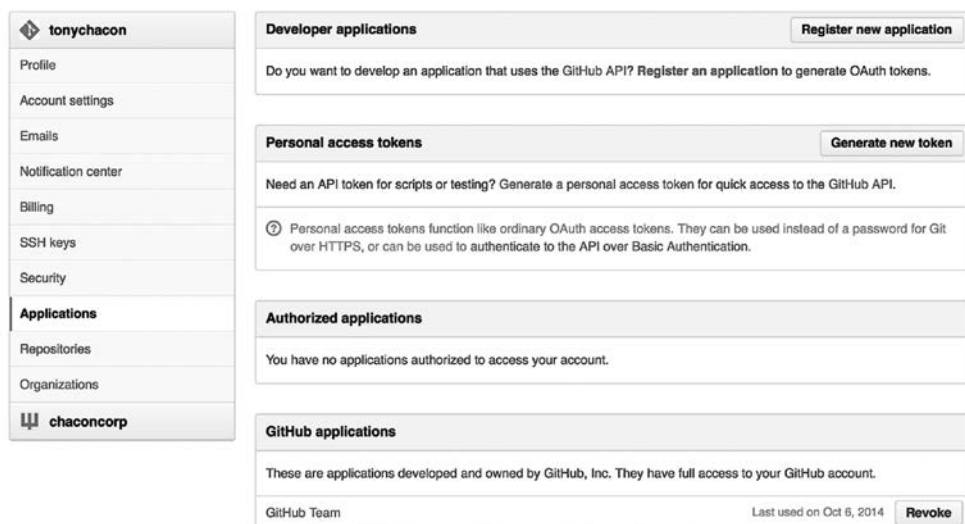 tonychacon
Profile
Account settings
Emails
Notification center
Billing
SSH keys
Security
Applications
Repositories
Organizations
chaconcorp
Developer applications
Register new application
Do you want to develop an application that uses the GitHub API? Register an application to generate OAuth tokens.
Personal access tokens
Generate new token
Need an API token for scripts or testing? Generate a personal access token for quick access to the GitHub API.
Personal access tokens function like ordinary OAuth access tokens. They can be used instead of a password for Git
over HTTPS, or can be used to authenticate to the API over Basic Authentication.
Authorized applications
You have no applications authorized to access your account.
GitHub applications
These are applications developed and owned by GitHub, Inc. They have full access to your GitHub account.
GitHub Team
Last used on Oct 6, 2014
Revoke